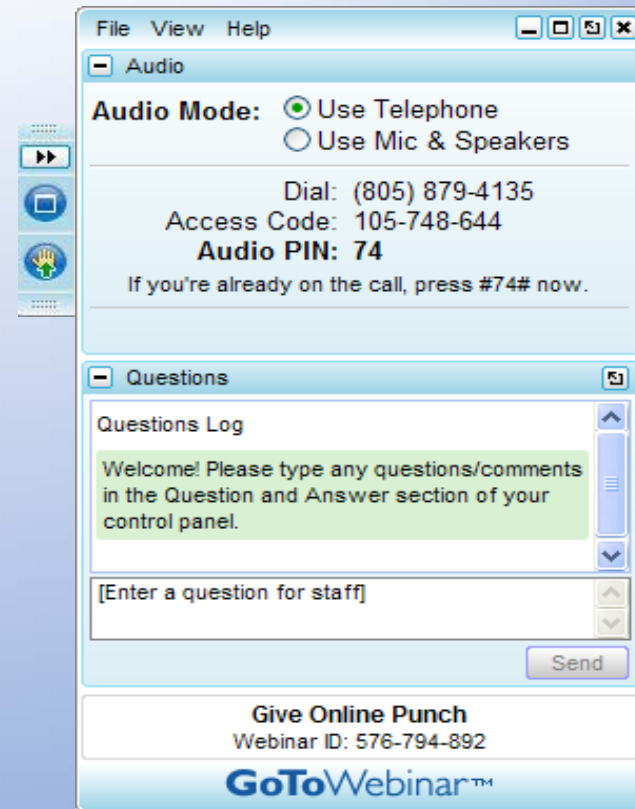 File View Help
Audio
Audio Mode: Use Telephone
Use Mic & Speakers
Dial: (805) 879-4135
Access Code: 105-748-644
Audio PIN: 74
If you're already on the call, press #74# now.
Questions
Questions Log
Welcome! Please type any questions/comments
in the Question and Answer section of your
control panel.
[Enter a question for staff]
Send
Give Online Punch
Webinar ID: 576-794-892
GoToWebinar™